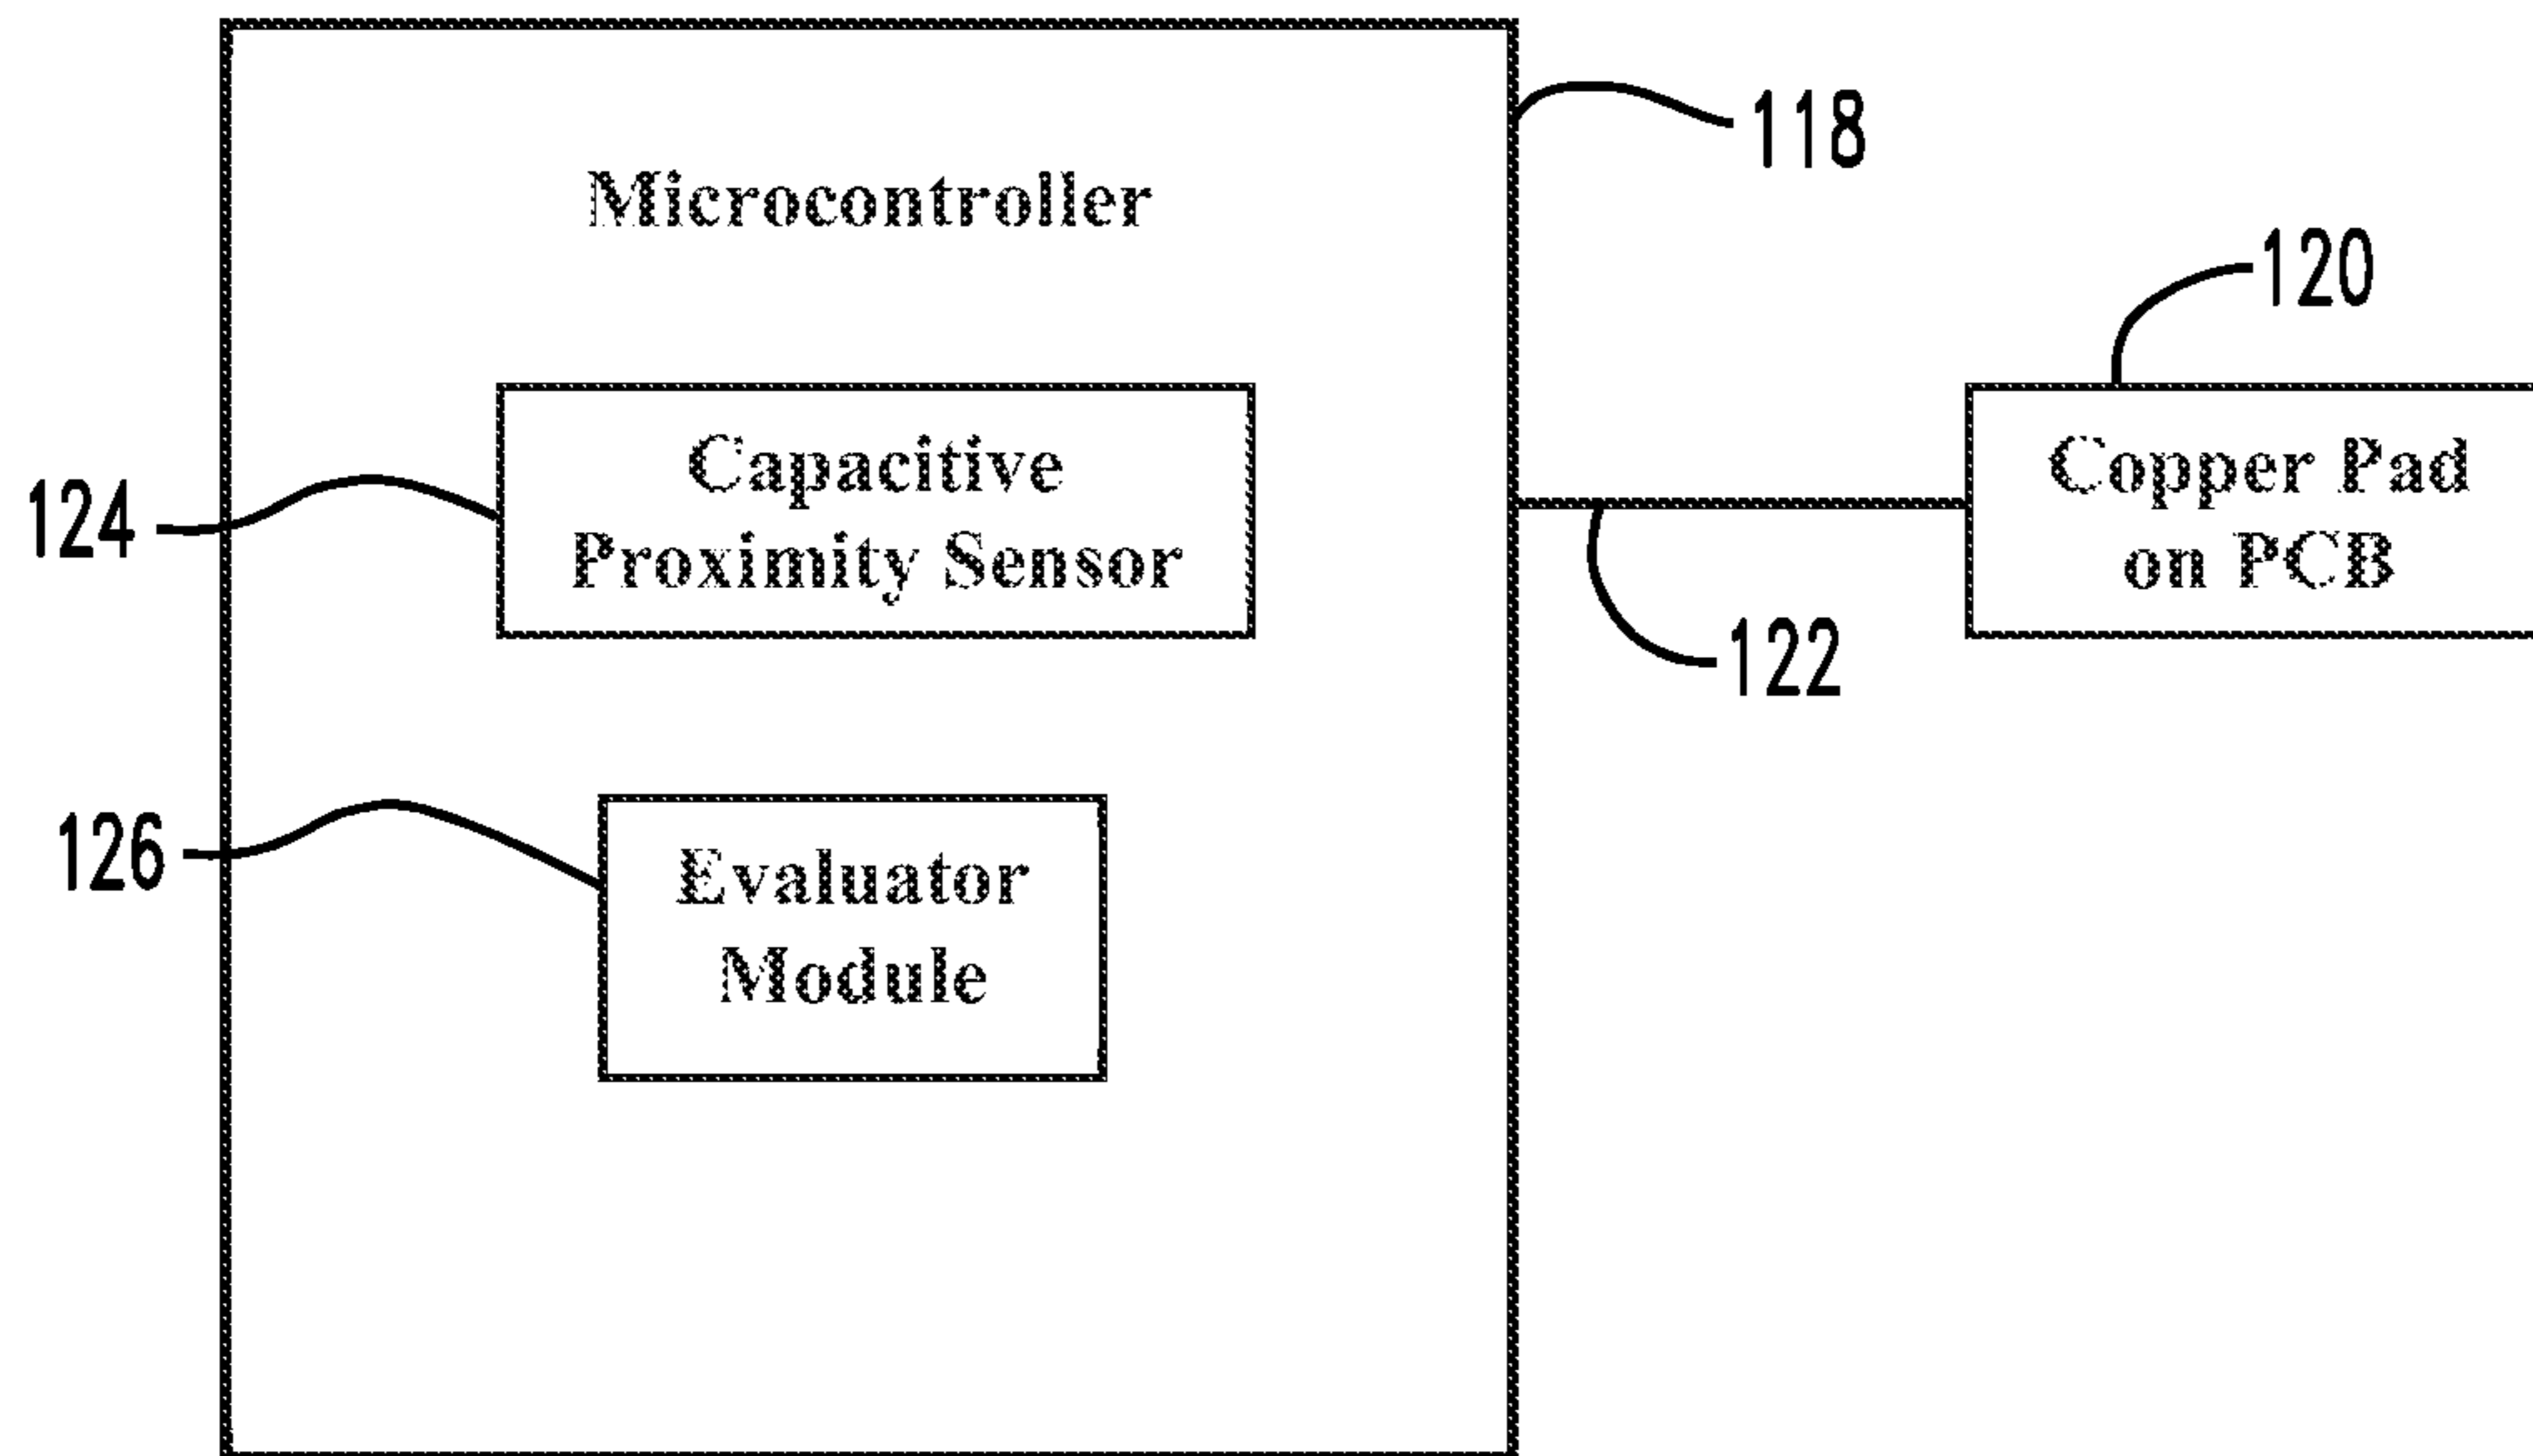 118
Microcontroller
120
Capacitive
Proximity Sensor
Copper Pad
on PCB
124
122
126
Evaluator
Module